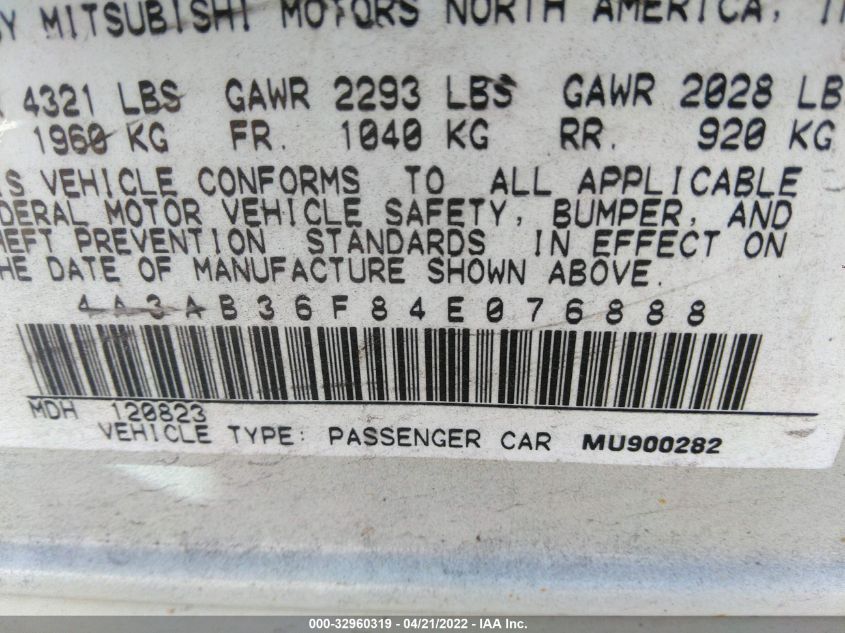 BY MITSUBISHI MOTORS NORTH AMERICA, I
4321 LBS GAWR 2293 LBS GAWR 2028 LB
1960 KG FR. 1040 KG RR. 920 KG
IS VEHICLE CONFORMS TO ALL APPLICABLE
DERAL MOTOR VEHICLE SAFETY, BUMPER, AND
HEFT PREVENTION STANDARDS IN EFFECT ON
HE DATE OF MANUFACTURE SHOWN ABOVE.
4A3AB36F84E076888
MDH 120823
VEHICLE TYPE: PASSENGER CAR MU900282
000-32960319 / 04/21/2022 - IAA Inc.